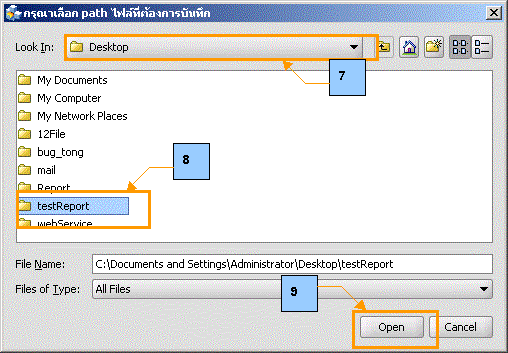 กรุณาเลือก path ไฟล์ที่ต้องการบันทึก
Look In: Desktop
7
My Documents
My Computer
My Network Places
12File
bug_tong
mail
Report
testReport
webService
8
File Name: C:\Documents and Settings\Administrator\Desktop\testReport
Files of Type: All Files
9
Open Cancel